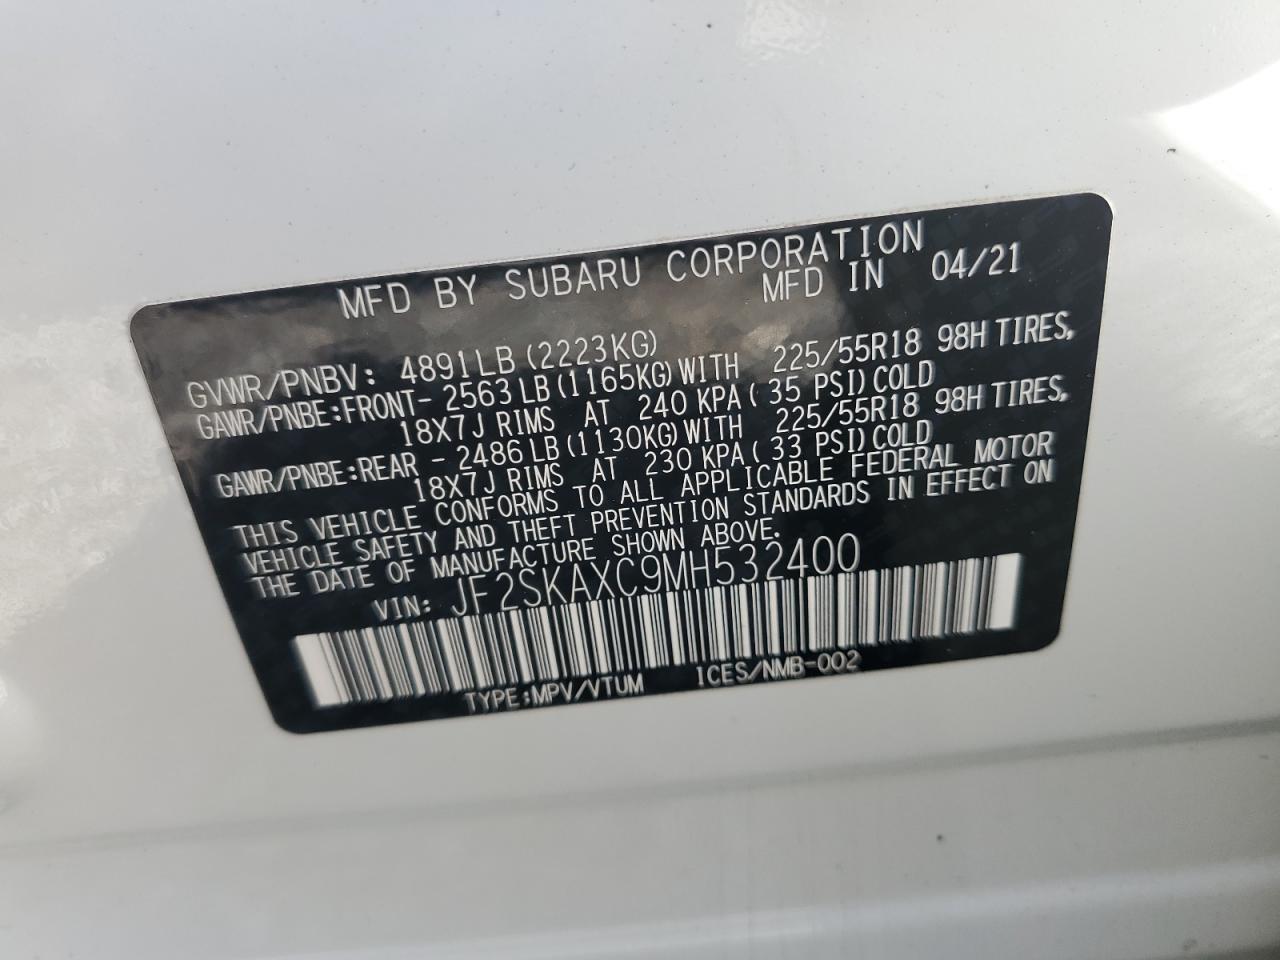 MFD BY SUBARU CORPORATION
MFD IN 04/21
GVWR/PNBV: 4891LB (2223KG)
GAWR/PNBE:FRONT- 2563LB (1165KG)WITH 225/55R18 98H TIRES,
18X7J RIMS AT 240 KPA( 35 PSI)COLD
GAWR/PNBE:REAR - 2486LB (1130KG)WITH 225/55R18 98H TIRES,
18X7J RIMS AT 230 KPA( 33 PSI)COLD
THIS VEHICLE CONFORMS TO ALL APPLICABLE FEDERAL MOTOR
VEHICLE SAFETY AND THEFT PREVENTION STANDARDS IN EFFECT ON
THE DATE OF MANUFACTURE SHOWN ABOVE.
VIN: JF2SKAXC9MH532400
TYPE:MPV/VTUM ICES/NMB-002